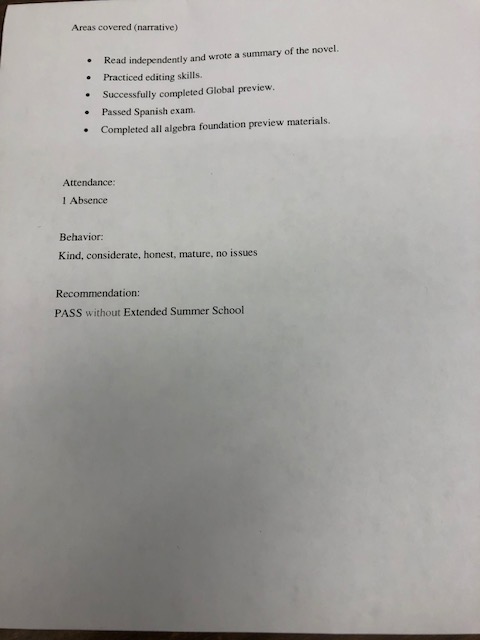 Areas covered (narrative)
• Read independently and wrote a summary of the novel.
• Practiced editing skills.
• Successfully completed Global preview.
• Passed Spanish exam.
• Completed all algebra foundation preview materials.
Attendance:
1 Absence
Behavior:
Kind, considerate, honest, mature, no issues
Recommendation:
PASS without Extended Summer School